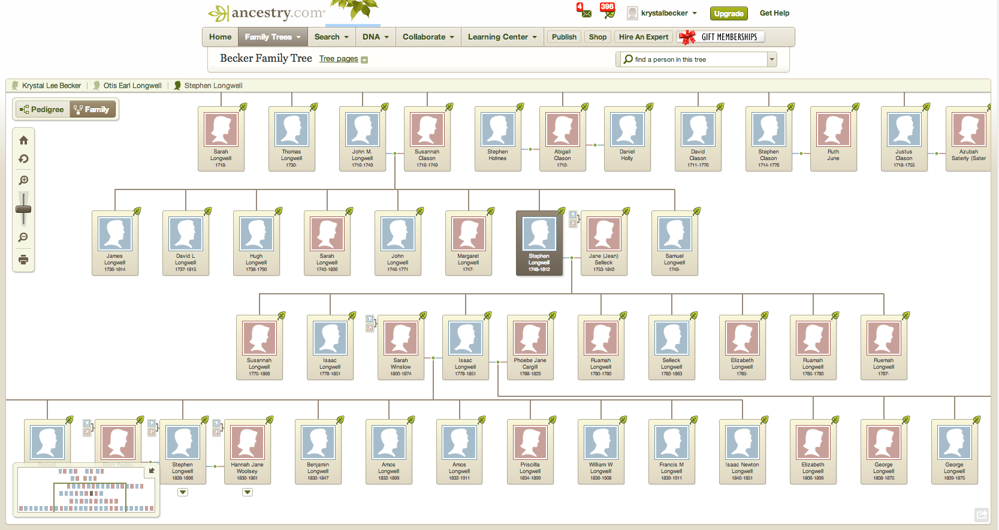 ancestry.com
4
398
krystalbecker
Upgrade
Get Help
Home
Family Trees
Search
DNA
Collaborate
Learning Center
Publish
Shop
Hire An Expert
GIFT MEMBERSHIPS
Becker Family Tree
Tree pages
find a person in this tree
Krystal Lee Becker
Otis Earl Longwell
Stephen Longwell
Pedigree
Family
Sarah
Longwell
1718-
Thomas
Longwell
1730-
John M.
Longwell
1716-1749
Susannah
Clason
1716-1749
Stephen
Holmes
Abigail
Clason
1710-
Daniel
Holly
David
Clason
1711-1776
Stephen
Clason
1714-1776
Ruth
June
Justus
Clason
1718-1755
Azubah
Saterly (Sater
James
Longwell
1736-1814
David L
Longwell
1737-1815
Hugh
Longwell
1738-1790
Sarah
Longwell
1740-1826
John
Longwell
1746-1771
Margaret
Longwell
1747-
Stephen
Longwell
1748-1812
Jane (Jean)
Selleck
1753-1842
Samuel
Longwell
1749-
Susannah
Longwell
1775-1868
Isaac
Longwell
1778-1851
Sarah
Winslow
1800-1874
Isaac
Longwell
1778-1851
Phoebe Jane
Cargill
1788-1823
Ruamah
Longwell
1780-1780
Selleck
Longwell
1782-1863
Elizabeth
Longwell
1785-
Ruamah
Longwell
1785-1780
Ruemah
Longwell
1787-
Samuel
Ellen Yealey
Stephen
Longwell
1828-1896
Hannah Jane
Woolsey
1830-1861
Benjamin
Longwell
1830-1847
Amos
Longwell
1832-1899
Amos
Longwell
1832-1911
Priscilla
Longwell
1834-1899
William W
Longwell
1836-1908
Francis M
Longwell
1839-1911
Isaac Newton
Longwell
1840-1851
Elizabeth
Longwell
1806-1899
George
Longwell
1808-1875
George
Longwell
1809-1875